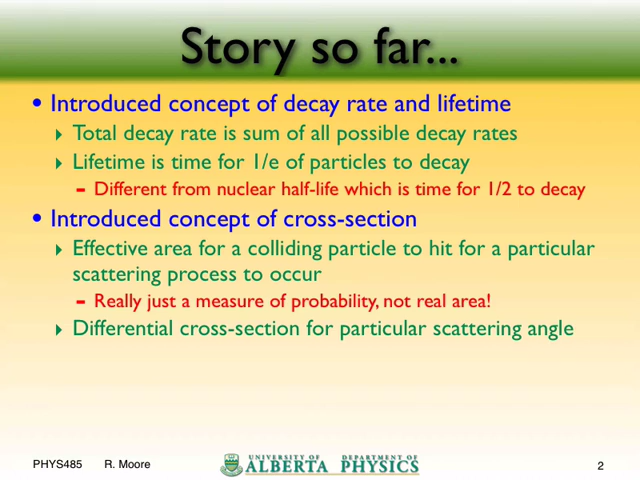 Story so far...
• Introduced concept of decay rate and lifetime
‣ Total decay rate is sum of all possible decay rates
‣ Lifetime is time for 1/e of particles to decay
- Different from nuclear half-life which is time for 1/2 to decay
• Introduced concept of cross-section
‣ Effective area for a colliding particle to hit for a particular
scattering process to occur
- Really just a measure of probability, not real area!
‣ Differential cross-section for particular scattering angle
PHYS485 R. Moore
UNIVERSITY OF DEPARTMENT OF
ALBERTA PHYSICS
2